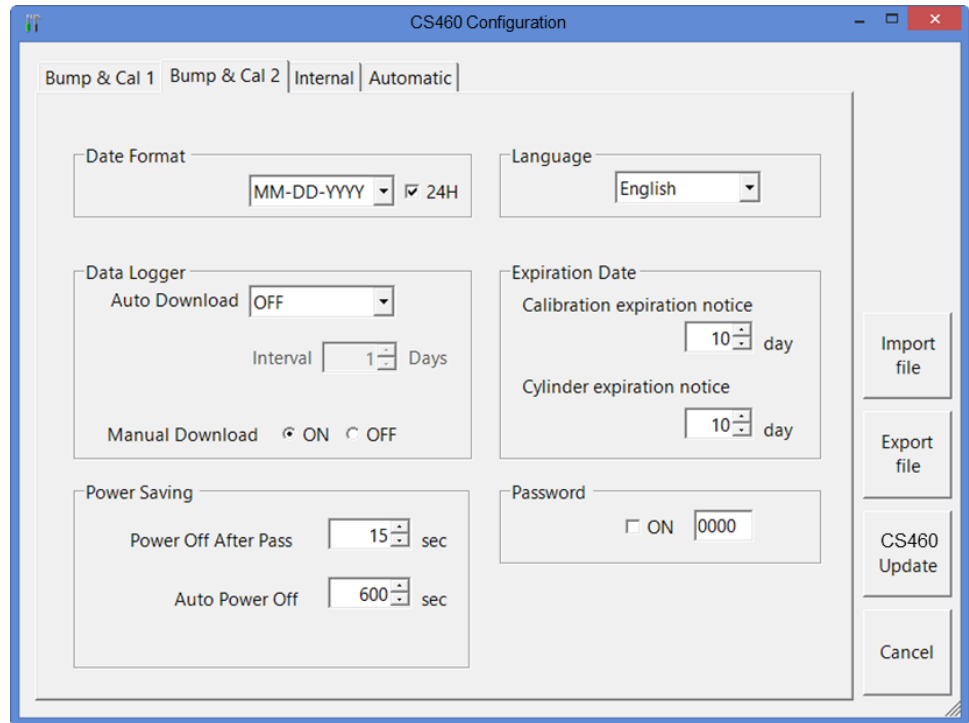 CS460 Configuration
Bump & Cal 1 Bump & Cal 2 Internal Automatic
Date Format
MM-DD-YYYY 24H
Language
English
Data Logger
Auto Download OFF
Interval 1 Days
Manual Download ON OFF
Expiration Date
Calibration expiration notice
10 day
Cylinder expiration notice
10 day
Power Saving
Power Off After Pass 15 sec
Auto Power Off 600 sec
Password
ON 0000
Import
file
Export
file
CS460
Update
Cancel